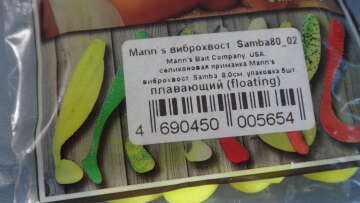 Mann s виброхвост Samba80_02
Mann's Bait Company, USA,
силиконовая приманка Mann's
виброхвост Samba 8,0см, упаковка 5шт
плавающий (floating)
4 690450 005654